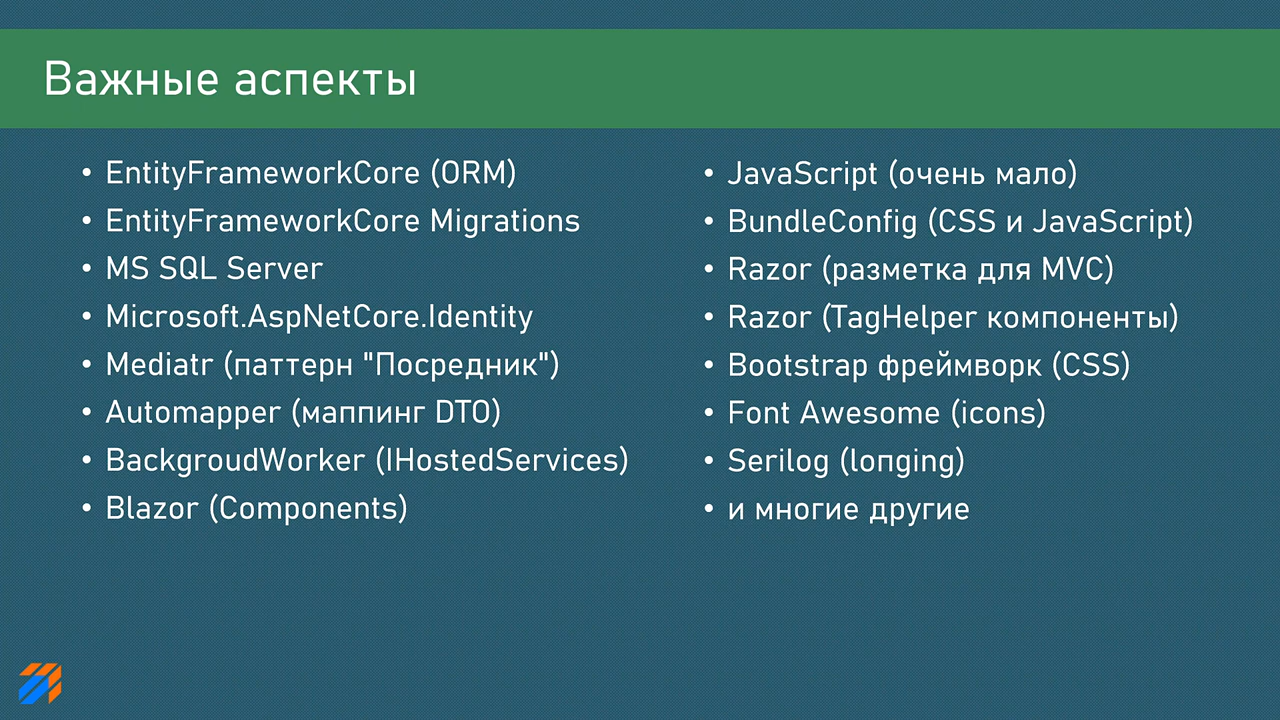 Важные аспекты
• EntityFrameworkCore (ORM)
• EntityFrameworkCore Migrations
• MS SQL Server
• Microsoft.AspNetCore.Identity
• Mediatr (паттерн "Посредник")
• Automapper (маппинг DTO)
• BackgroudWorker (IHostedServices)
• Blazor (Components)
• JavaScript (очень мало)
• BundleConfig (CSS и JavaScript)
• Razor (разметка для MVC)
• Razor (TagHelper компоненты)
• Bootstrap фреймворк (CSS)
• Font Awesome (icons)
• Serilog (loпging)
• и многие другие